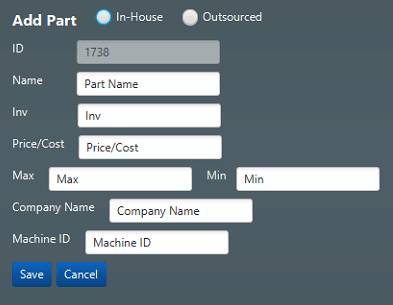 Add Part In-House Outsourced
ID 1738
Name Part Name
Inv Inv
Price/Cost Price/Cost
Max Max Min Min
Company Name Company Name
Machine ID Machine ID
Save Cancel